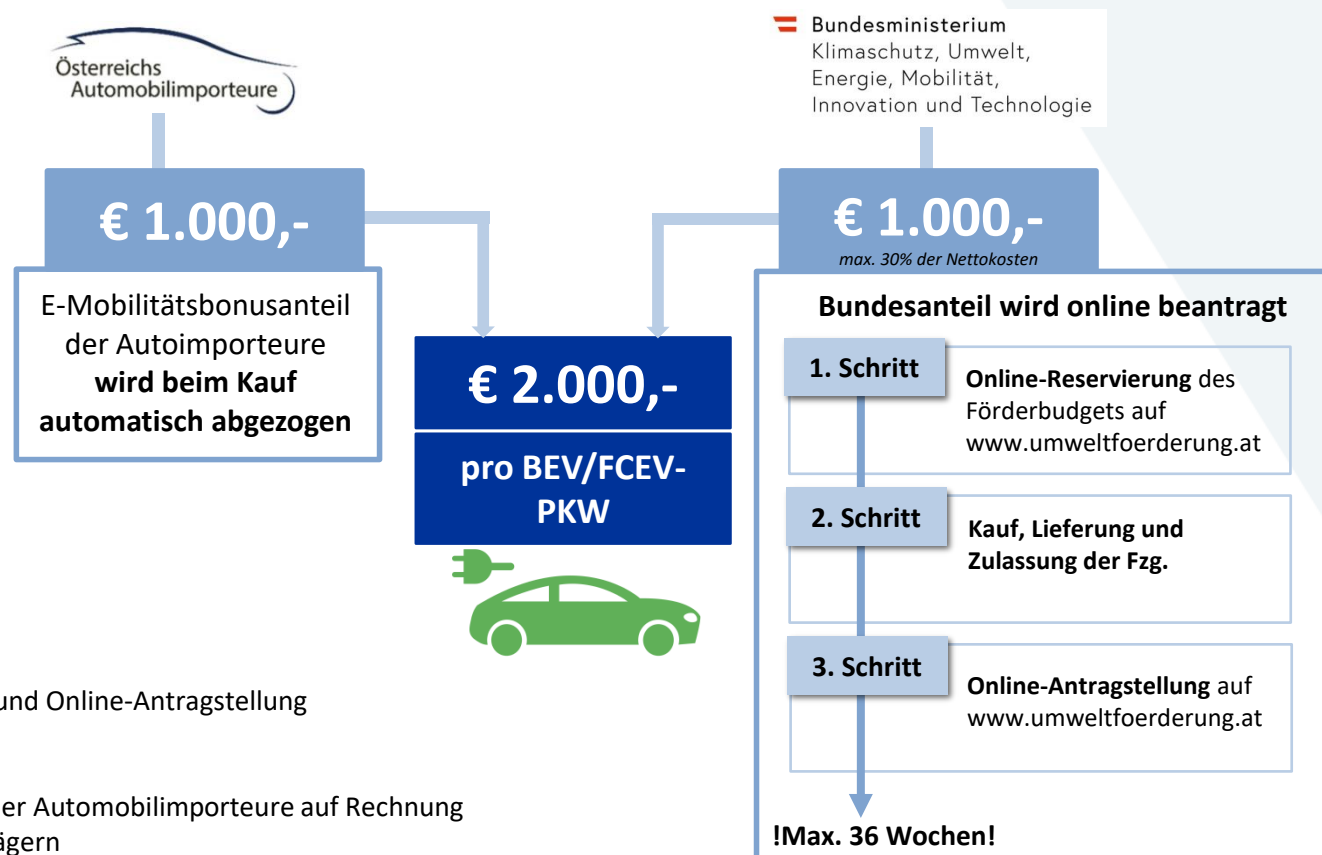 Österreichs
Automobilimporteure
Bundesministerium
Klimaschutz, Umwelt,
Energie, Mobilität,
Innovation und Technologie
€ 1.000,-
E-Mobilitätsbonusanteil
der Autoimporteure
wird beim Kauf
automatisch abgezogen
€ 2.000,-
pro BEV/FCEV-
PKW
€ 1.000,-
max. 30% der Nettokosten
Bundesanteil wird online beantragt
1. Schritt
Online-Reservierung des
Förderbudgets auf
www.umweltfoerderung.at
2. Schritt
Kauf, Lieferung und
Zulassung der Fzg.
3. Schritt
Online-Antragstellung auf
www.umweltfoerderung.at
!Max. 36 Wochen!
und Online-Antragstellung
er Automobilimporteure auf Rechnung
ägern